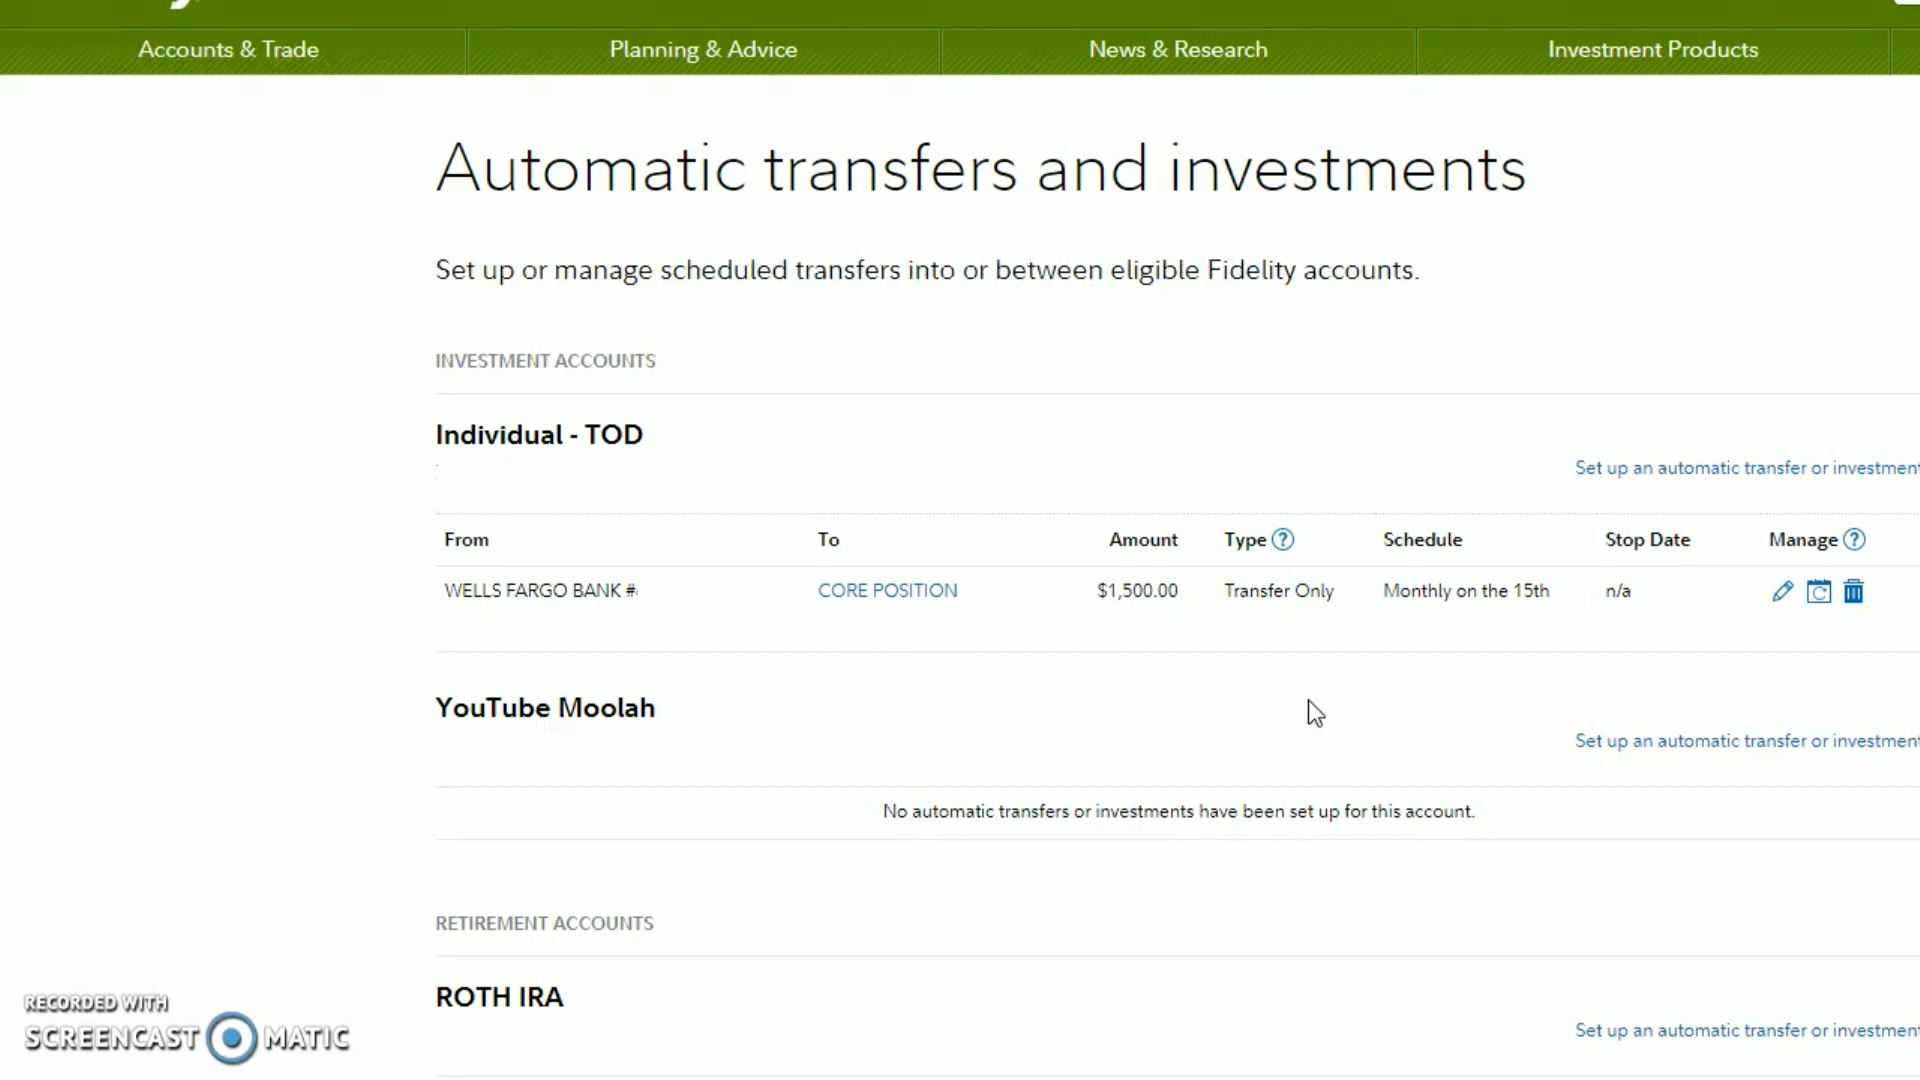 Accounts & Trade
Planning & Advice
News & Research
Investment Products
Automatic transfers and investments
Set up or manage scheduled transfers into or between eligible Fidelity accounts.
INVESTMENT ACCOUNTS
Individual - TOD
Set up an automatic transfer or investment
From To Amount Type ? Schedule Stop Date Manage ?
WELLS FARGO BANK # CORE POSITION $1,500.00 Transfer Only Monthly on the 15th n/a
YouTube Moolah
Set up an automatic transfer or investment
No automatic transfers or investments have been set up for this account.
RETIREMENT ACCOUNTS
ROTH IRA
Set up an automatic transfer or investment
RECORDED WITH
SCREENCAST MATIC